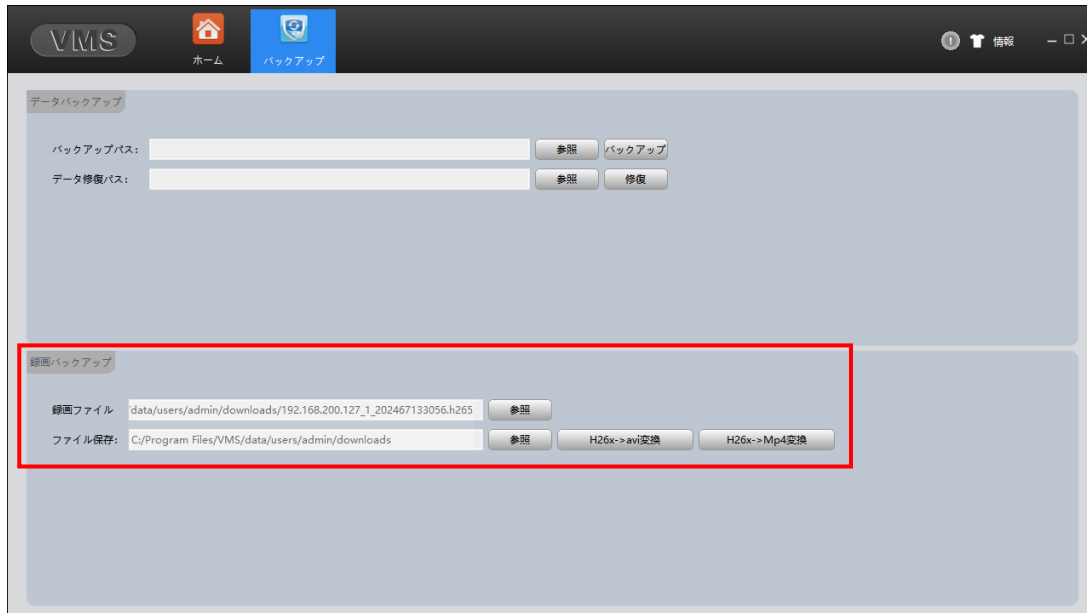 VMS
ホーム
バックアップ
情報
データバックアップ
バックアップパス: 参照 バックアップ
データ修復パス: 参照 修復
録画バックアップ
録画ファイル data/users/admin/downloads/192.168.200.127_1_202467133056.h265 参照
ファイル保存: C:/Program Files/VMS/data/users/admin/downloads 参照 H26x->avi変換 H26x->Mp4変換